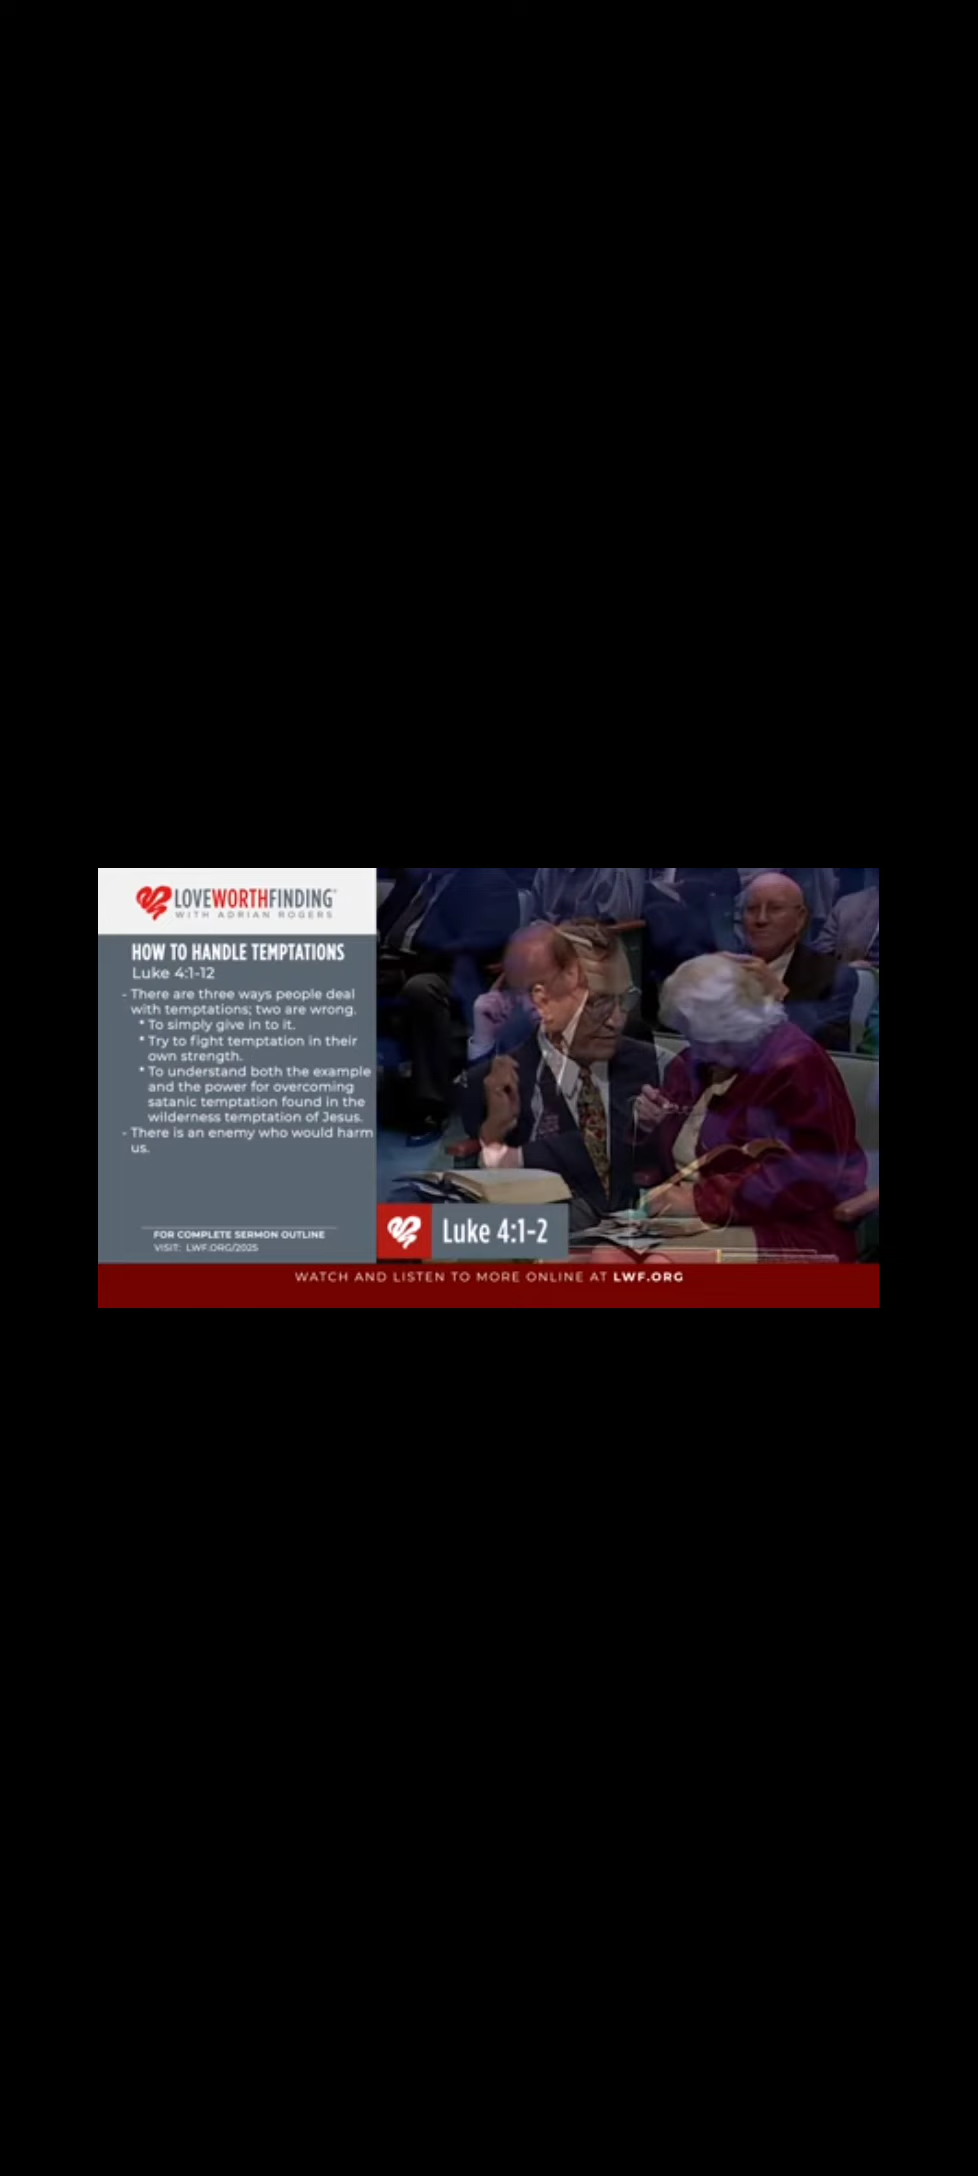 LOVEWORTHFINDING
WITH ADRIAN ROGERS
HOW TO HANDLE TEMPTATIONS
Luke 4:1-12
- There are three ways people deal
with temptations; two are wrong.
* To simply give in to it.
* Try to fight temptation in their
own strength.
* To understand both the example
and the power for overcoming
satanic temptation found in the
wilderness temptation of Jesus.
- There is an enemy who would harm
us.
FOR COMPLETE SERMON OUTLINE
VISIT: LWF.ORG/2025
Luke 4:1-2
WATCH AND LISTEN TO MORE ONLINE AT LWF.ORG